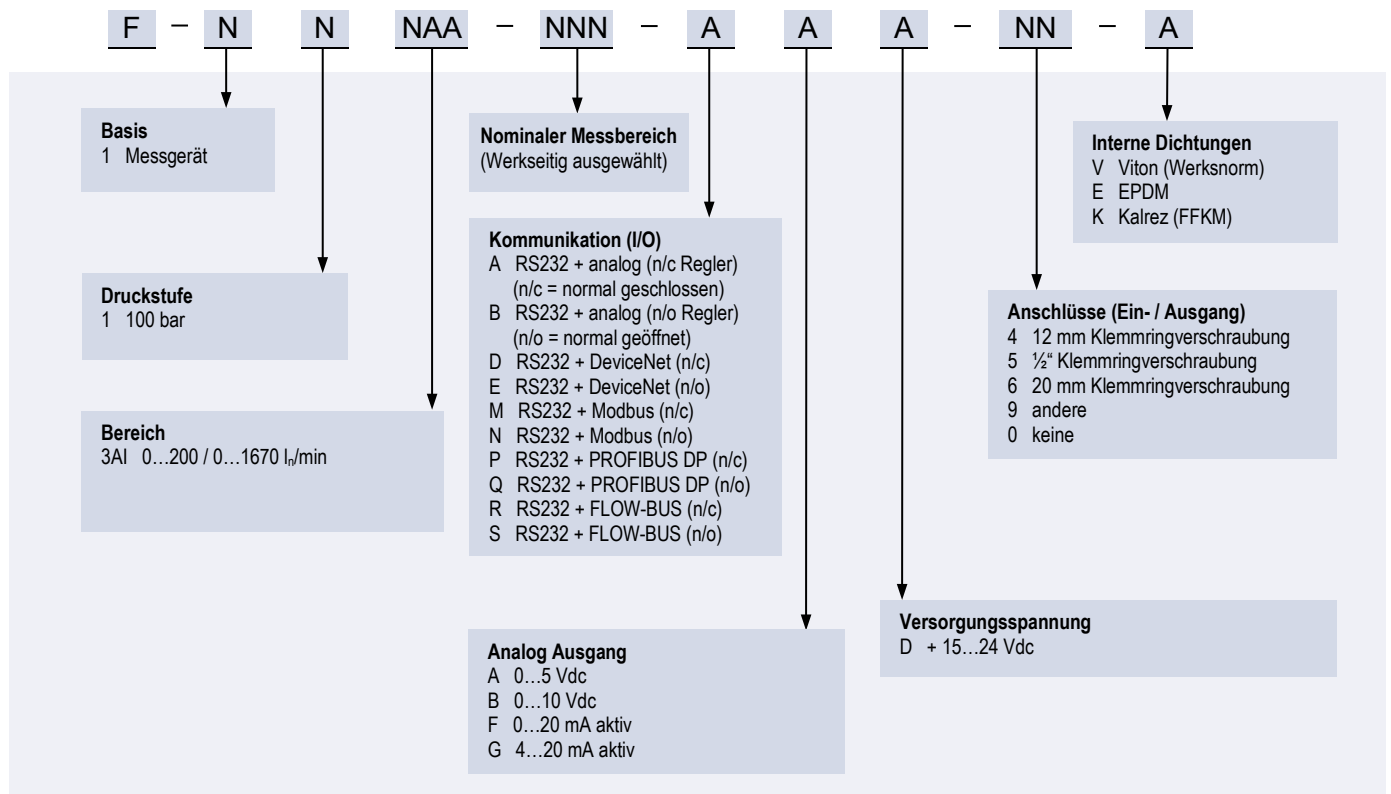 F – N N NAA – NNN – A A A – NN – A
Basis
1 Messgerät
Druckstufe
1 100 bar
Bereich
3AI 0…200 / 0…1670 lₙ/min
Nominaler Messbereich
(Werkseitig ausgewählt)
Kommunikation (I/O)
A RS232 + analog (n/c Regler)
(n/c = normal geschlossen)
B RS232 + analog (n/o Regler)
(n/o = normal geöffnet)
D RS232 + DeviceNet (n/c)
E RS232 + DeviceNet (n/o)
M RS232 + Modbus (n/c)
N RS232 + Modbus (n/o)
P RS232 + PROFIBUS DP (n/c)
Q RS232 + PROFIBUS DP (n/o)
R RS232 + FLOW-BUS (n/c)
S RS232 + FLOW-BUS (n/o)
Analog Ausgang
A 0…5 Vdc
B 0…10 Vdc
F 0…20 mA aktiv
G 4…20 mA aktiv
Versorgungsspannung
D + 15…24 Vdc
Anschlüsse (Ein- / Ausgang)
4 12 mm Klemmringverschraubung
5 ½“ Klemmringverschraubung
6 20 mm Klemmringverschraubung
9 andere
0 keine
Interne Dichtungen
V Viton (Werksnorm)
E EPDM
K Kalrez (FFKM)